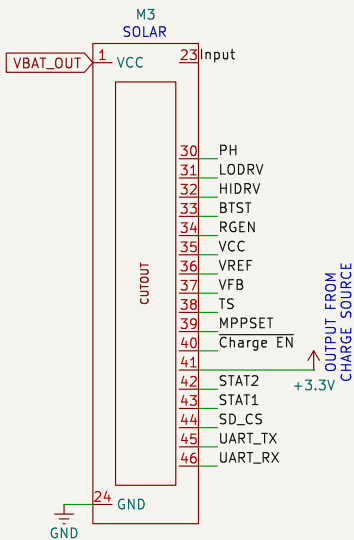 M3
SOLAR
VBAT_OUT
1
VCC
23
Input
30
PH
31
LODRV
32
HIDRV
33
BTST
34
RGEN
35
VCC
36
VREF
37
VFB
38
TS
39
MPPSET
40
Charge EN
41
42
STAT2
43
STAT1
44
SD_CS
45
UART_TX
46
UART_RX
CUTOUT
OUTPUT FROM
CHARGE SOURCE
+3.3V
24
GND
GND